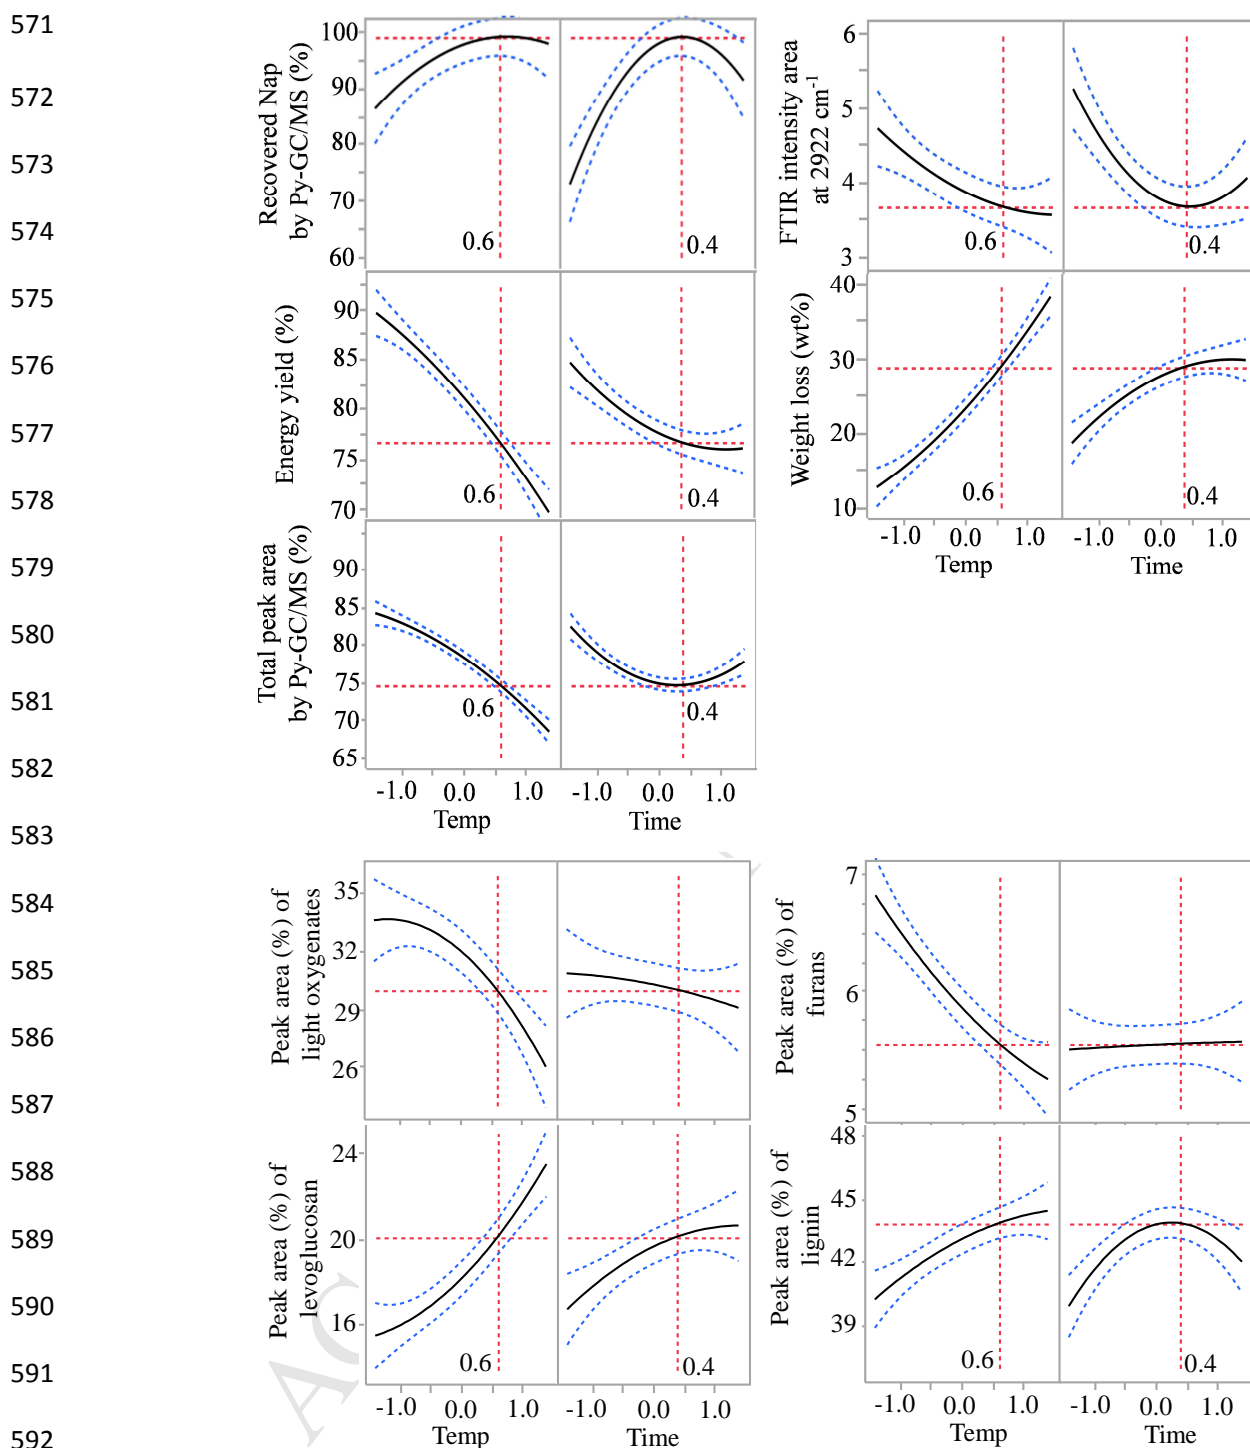 571
572
573
574
575
576
577
578
579
580
581
582
583
584
585
586
587
588
589
590
591
592
Recovered Nap
by Py-GC/MS (%)
100
90
80
70
60
0.6
0.4
FTIR intensity area
at 2922 cm-1
6
5
4
3
0.6
0.4
Energy yield (%)
90
85
80
75
70
0.6
0.4
Weight loss (wt%)
40
30
20
10
0.6
0.4
-1.0 0.0 1.0
Temp
-1.0 0.0 1.0
Time
Total peak area
by Py-GC/MS (%)
90
85
80
75
70
65
0.6
0.4
-1.0 0.0 1.0
Temp
-1.0 0.0 1.0
Time
Peak area (%) of
light oxygenates
35
32
29
26
Peak area (%) of
furans
7
6
5
Peak area (%) of
levoglucosan
24
20
16
0.6
0.4
-1.0 0.0 1.0
Temp
-1.0 0.0 1.0
Time
Peak area (%) of
lignin
48
45
42
39
0.6
0.4
-1.0 0.0 1.0
Temp
-1.0 0.0 1.0
Time